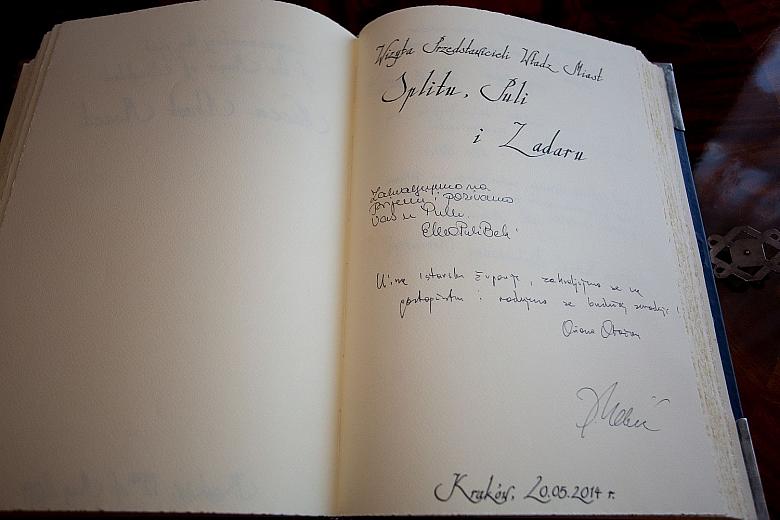 Wizyta Przedstawicieli Władz Miast
Splitu, Puli
i Zadaru
Zahvaljujemo na
prijemu i pozivamo
Vas u Pulu.
U ime Istarske županije, zahvaljujemo se na
gostoprimstvu i radujemo se budućoj suradnji!
Kraków, 20.05.2014 r.